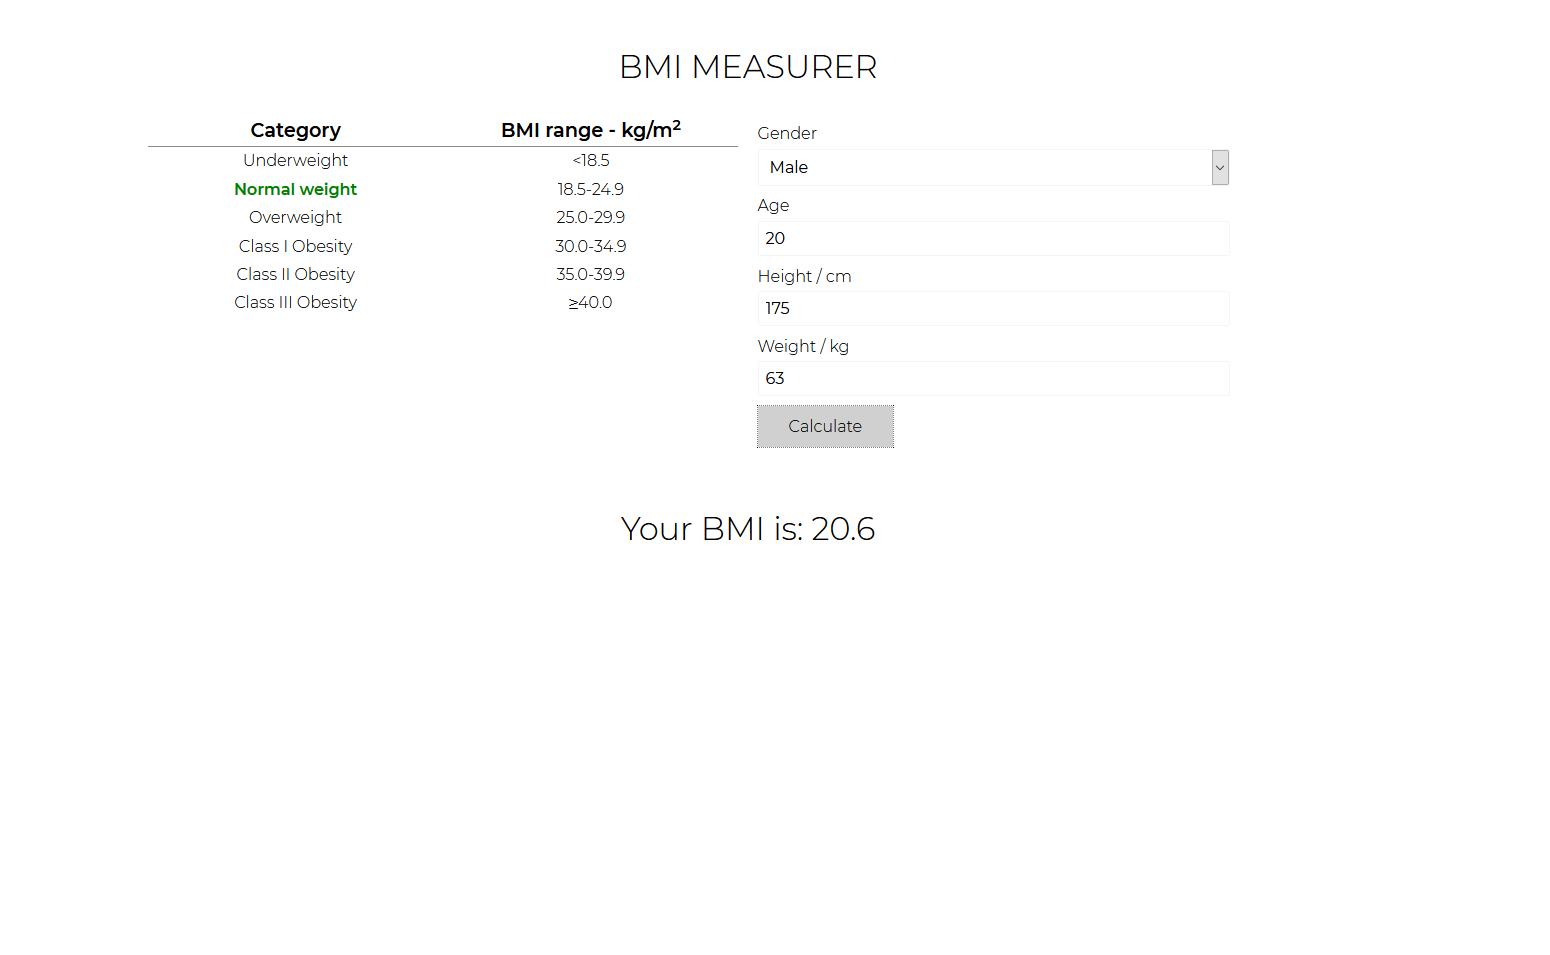 BMI MEASURER
Category BMI range - kg/m²
Underweight <18.5
Normal weight 18.5-24.9
Overweight 25.0-29.9
Class I Obesity 30.0-34.9
Class II Obesity 35.0-39.9
Class III Obesity ≥40.0
Gender
Male
Age
20
Height / cm
175
Weight / kg
63
Calculate
Your BMI is: 20.6